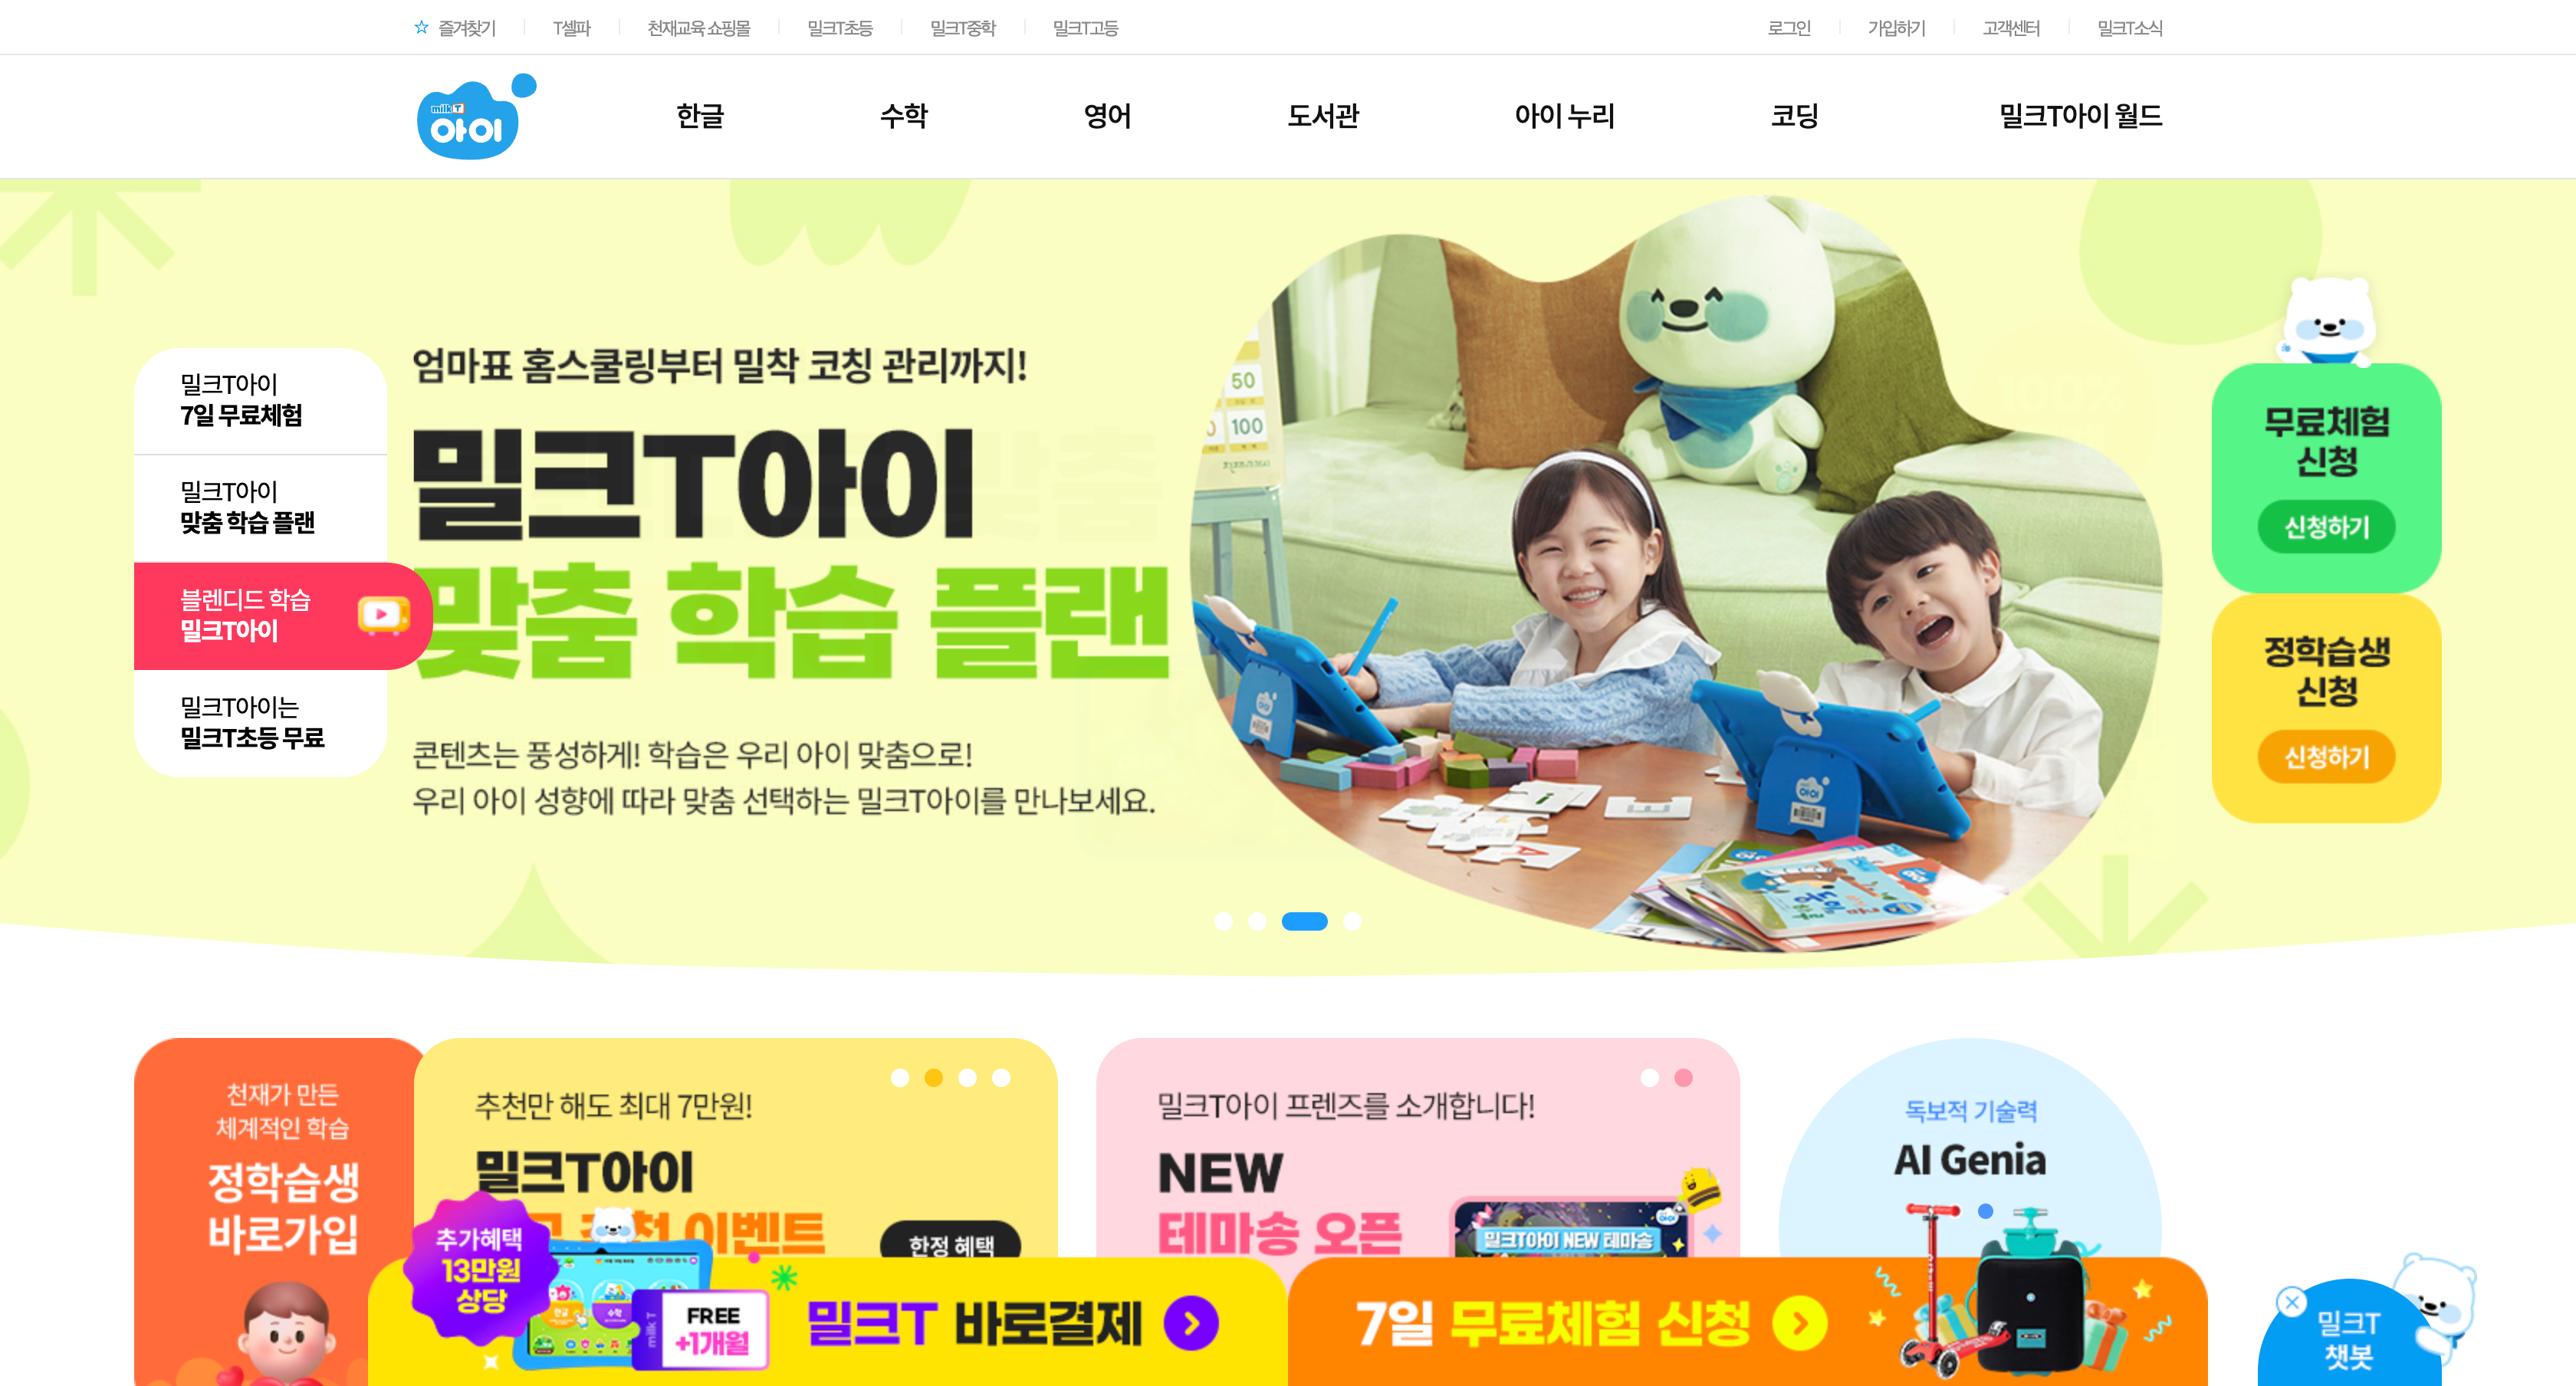 즐겨찾기
T셀파
천재교육 쇼핑몰
밀크T초등
밀크T중학
밀크T고등
로그인
가입하기
고객센터
밀크T소식
milk T
아이
한글
수학
영어
도서관
아이 누리
코딩
밀크T아이 월드
밀크T아이
7일 무료체험
밀크T아이
맞춤 학습 플랜
블렌디드 학습
밀크T아이
밀크T아이는
밀크T초등 무료
엄마표 홈스쿨링부터 밀착 코칭 관리까지!
밀크T아이
맞춤 학습 플랜
콘텐츠는 풍성하게! 학습은 우리 아이 맞춤으로!
우리 아이 성향에 따라 맞춤 선택하는 밀크T아이를 만나보세요.
50
100
아이
무료체험
신청
신청하기
정학습생
신청
신청하기
천재가 만든
체계적인 학습
정학습생
바로가입
추천만 해도 최대 7만원!
밀크T아이
추천 이벤트
한정 혜택
밀크T아이 프렌즈를 소개합니다!
NEW
테마송 오픈
밀크T아이 NEW 테마송
독보적 기술력
AI Genia
추가혜택
13만원
상당
한글
수학
milk T
FREE
+1개월
밀크T 바로결제
7일 무료체험 신청
밀크T
챗봇